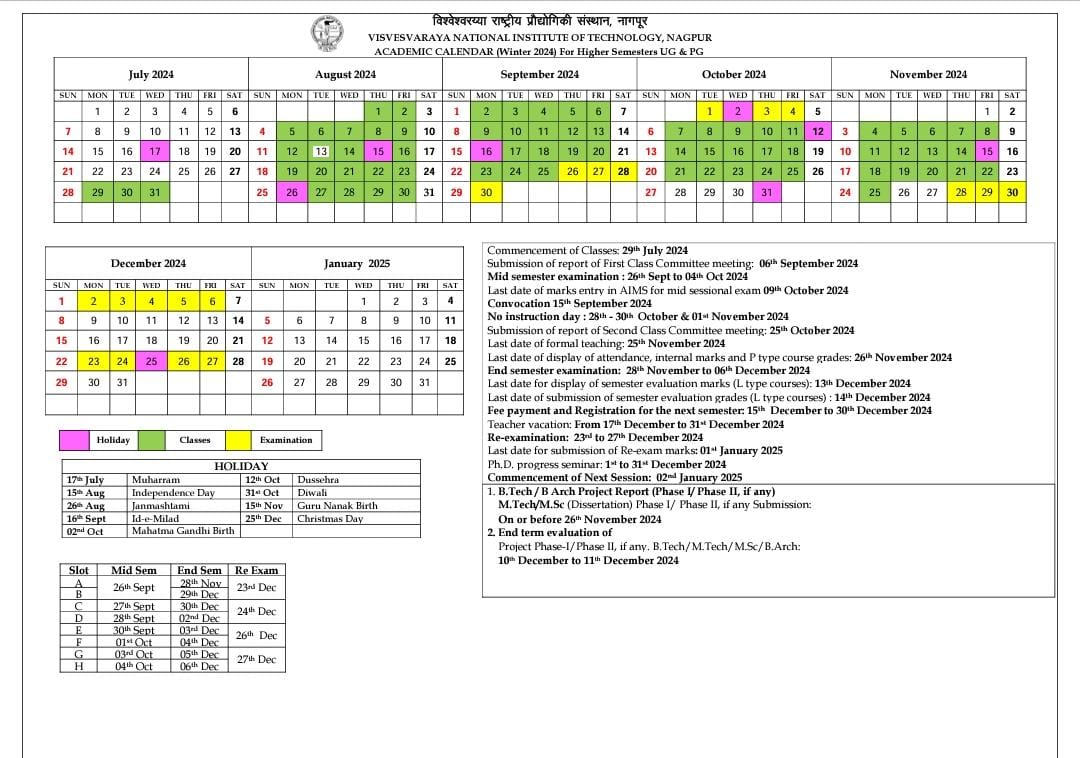 विश्वेश्वरय्या राष्ट्रीय प्रौद्योगिकी संस्थान, नागपूर
VISVESVARAYA NATIONAL INSTITUTE OF TECHNOLOGY, NAGPUR
ACADEMIC CALENDAR (Winter 2024) For Higher Semesters UG & PG
July 2024 August 2024 September 2024 October 2024 November 2024
SUN MON TUE WED THU FRI SAT SUN MON TUE WED THU FRI SAT SUN MON TUE WED THU FRI SAT SUN MON TUE WED THU FRI SAT SUN MON TUE WED THU FRI SAT
1 2 3 4 5 6 1 2 3 1 2 3 4 5 6 7 1 2 3 4 5 1 2
7 8 9 10 11 12 13 4 5 6 7 8 9 10 8 9 10 11 12 13 14 6 7 8 9 10 11 12 3 4 5 6 7 8 9
14 15 16 17 18 19 20 11 12 13 14 15 16 17 15 16 17 18 19 20 21 13 14 15 16 17 18 19 10 11 12 13 14 15 16
21 22 23 24 25 26 27 18 19 20 21 22 23 24 22 23 24 25 26 27 28 20 21 22 23 24 25 26 17 18 19 20 21 22 23
28 29 30 31 25 26 27 28 29 30 31 29 30 27 28 29 30 31 24 25 26 27 28 29 30
December 2024 January 2025
SUN MON TUE WED THU FRI SAT SUN MON TUE WED THU FRI SAT
1 2 3 4 5 6 7 1 2 3 4
8 9 10 11 12 13 14 5 6 7 8 9 10 11
15 16 17 18 19 20 21 12 13 14 15 16 17 18
22 23 24 25 26 27 28 19 20 21 22 23 24 25
29 30 31 26 27 28 29 30 31
Holiday Classes Examination
HOLIDAY
17th July Muharram 12th Oct Dussehra
15th Aug Independence Day 31st Oct Diwali
26th Aug Janmashtami 15th Nov Guru Nanak Birth
16th Sept Id-e-Milad 25th Dec Christmas Day
02nd Oct Mahatma Gandhi Birth
Slot Mid Sem End Sem Re Exam
A 26th Sept 28th Nov 23rd Dec
B 29th Dec
C 27th Sept 30th Dec 24th Dec
D 28th Sept 02nd Dec
E 30th Sept 03rd Dec 26th Dec
F 01st Oct 04th Dec
G 03rd Oct 05th Dec 27th Dec
H 04th Oct 06th Dec
Commencement of Classes: 29th July 2024
Submission of report of First Class Committee meeting: 06th September 2024
Mid semester examination : 26th Sept to 04th Oct 2024
Last date of marks entry in AIMS for mid sessional exam 09th October 2024
Convocation 15th September 2024
No instruction day : 28th - 30th October & 01st November 2024
Submission of report of Second Class Committee meeting: 25th October 2024
Last date of formal teaching: 25th November 2024
Last date of display of attendance, internal marks and P type course grades: 26th November 2024
End semester examination: 28th November to 06th December 2024
Last date for display of semester evaluation marks (L type courses): 13th December 2024
Last date of submission of semester evaluation grades (L type courses) : 14th December 2024
Fee payment and Registration for the next semester: 15th December to 30th December 2024
Teacher vacation: From 17th December to 31st December 2024
Re-examination: 23rd to 27th December 2024
Last date for submission of Re-exam marks: 01st January 2025
Ph.D. progress seminar: 1st to 31st December 2024
Commencement of Next Session: 02nd January 2025
1. B.Tech / B Arch Project Report (Phase I/ Phase II, if any)
M.Tech/M.Sc (Dissertation) Phase I/ Phase II, if any Submission:
On or before 26th November 2024
2. End term evaluation of
Project Phase-I/Phase II, if any. B.Tech/M.Tech/M.Sc/B.Arch:
10th December to 11th December 2024